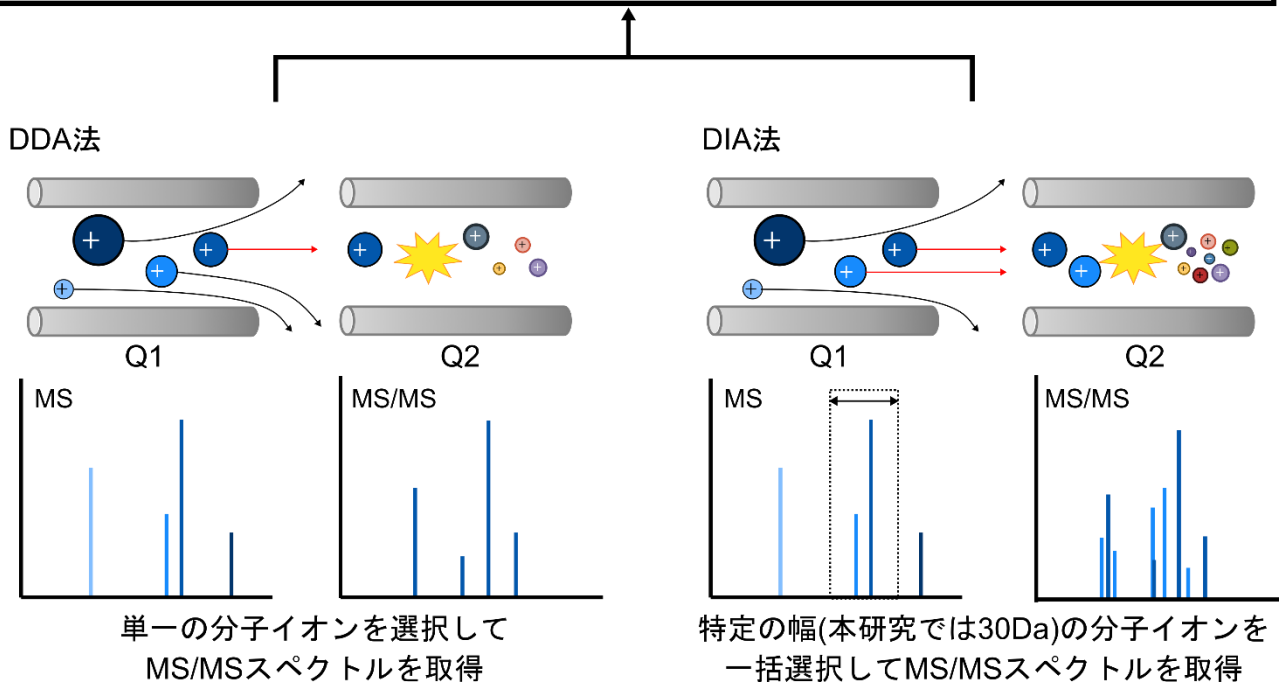 DDA法
Q1
Q2
MS
MS/MS
単一の分子イオンを選択して
MS/MSスペクトルを取得
DIA法
Q1
Q2
MS
MS/MS
特定の幅(本研究では30Da)の分子イオンを
一括選択してMS/MSスペクトルを取得